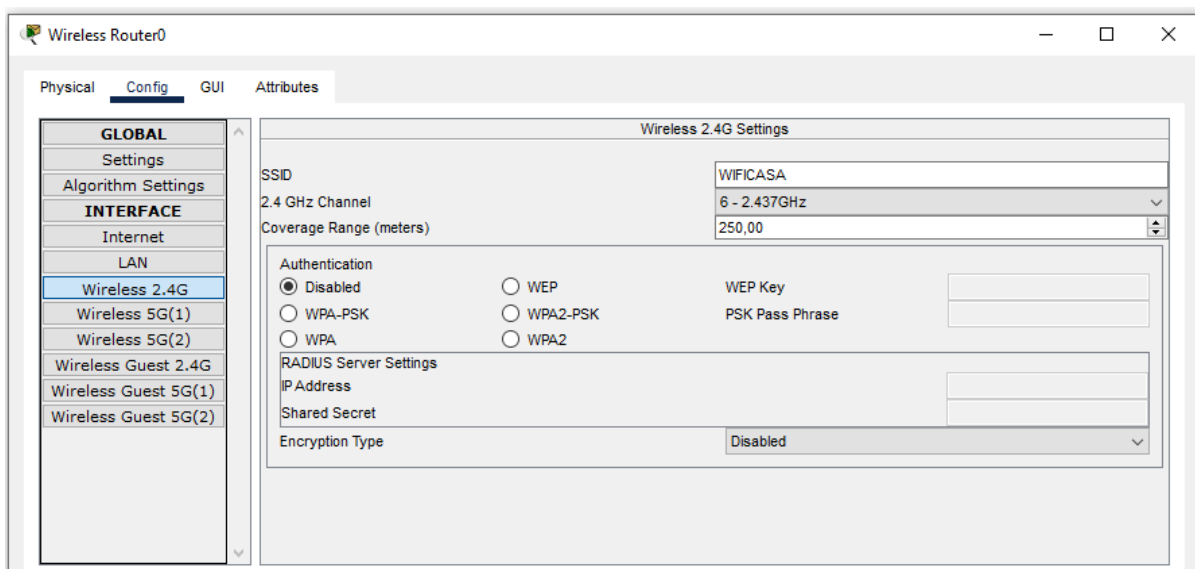 Wireless Router0
Physical Config GUI Attributes
GLOBAL
Settings
Algorithm Settings
INTERFACE
Internet
LAN
Wireless 2.4G
Wireless 5G(1)
Wireless 5G(2)
Wireless Guest 2.4G
Wireless Guest 5G(1)
Wireless Guest 5G(2)
Wireless 2.4G Settings
SSID WIFICASA
2.4 GHz Channel 6 - 2.437GHz
Coverage Range (meters) 250,00
Authentication
Disabled WEP WEP Key
WPA-PSK WPA2-PSK PSK Pass Phrase
WPA WPA2
RADIUS Server Settings
IP Address
Shared Secret
Encryption Type Disabled